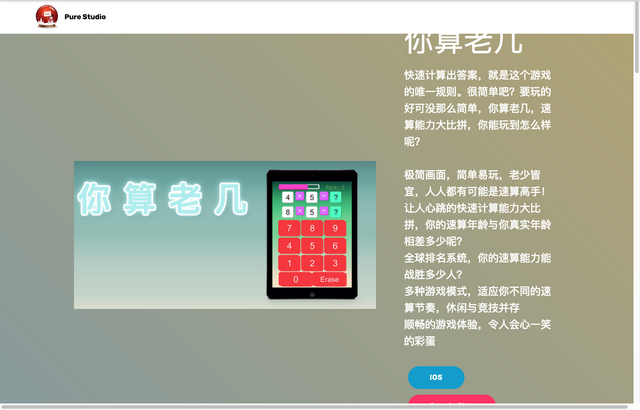 Pure Studio
你算老几
快速计算出答案，就是这个游戏
的唯一规则。很简单吧？要玩的
好可没那么简单，你算老几，速
算能力大比拼，你能玩到怎么样
呢？
极简画面，简单易玩，老少皆
宜，人人都有可能是速算高手！
让人心跳的快速计算能力大比
拼，你的速算年龄与你真实年龄
相差多少呢？
全球排名系统，你的速算能力能
战胜多少人？
多种游戏模式，适应你不同的速
算节奏，休闲与竞技并存
顺畅的游戏体验，令人会心一笑
的彩蛋
IOS
你算老几
4 5 ?
8 5 ?
7 8 9
4 5 6
1 2 3
0 Erase